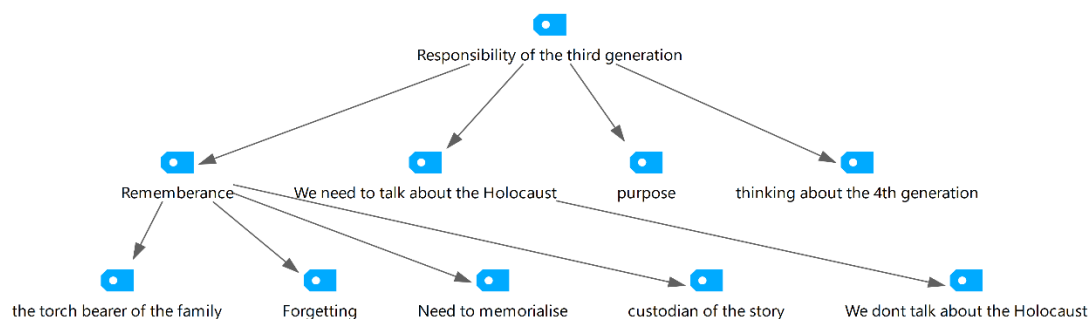 Responsibility of the third generation
Rememberance
We need to talk about the Holocaust
purpose
thinking about the 4th generation
the torch bearer of the family
Forgetting
Need to memorialise
custodian of the story
We dont talk about the Holocaust